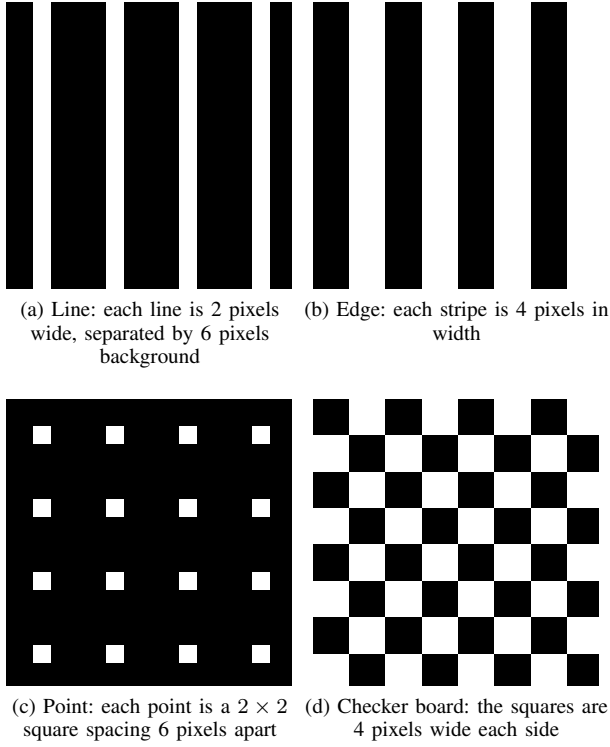 (a) Line: each line is 2 pixels
wide, separated by 6 pixels
background
(b) Edge: each stripe is 4 pixels in
width
(c) Point: each point is a 2 × 2
square spacing 6 pixels apart
(d) Checker board: the squares are
4 pixels wide each side